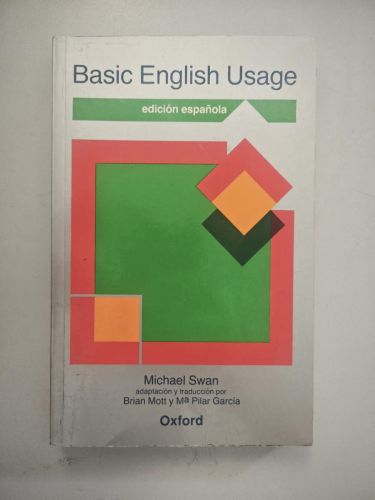 Basic English Usage
edición española
Michael Swan
adaptación y traducción por
Brian Mott y Mª Pilar García
Oxford